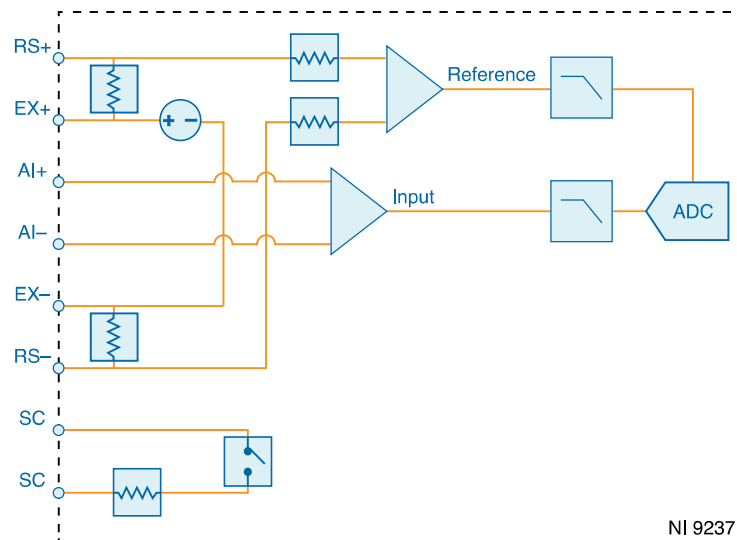 RS+
EX+
AI+
AI–
EX–
RS–
SC
SC
+ –
Reference
Input
ADC
NI 9237